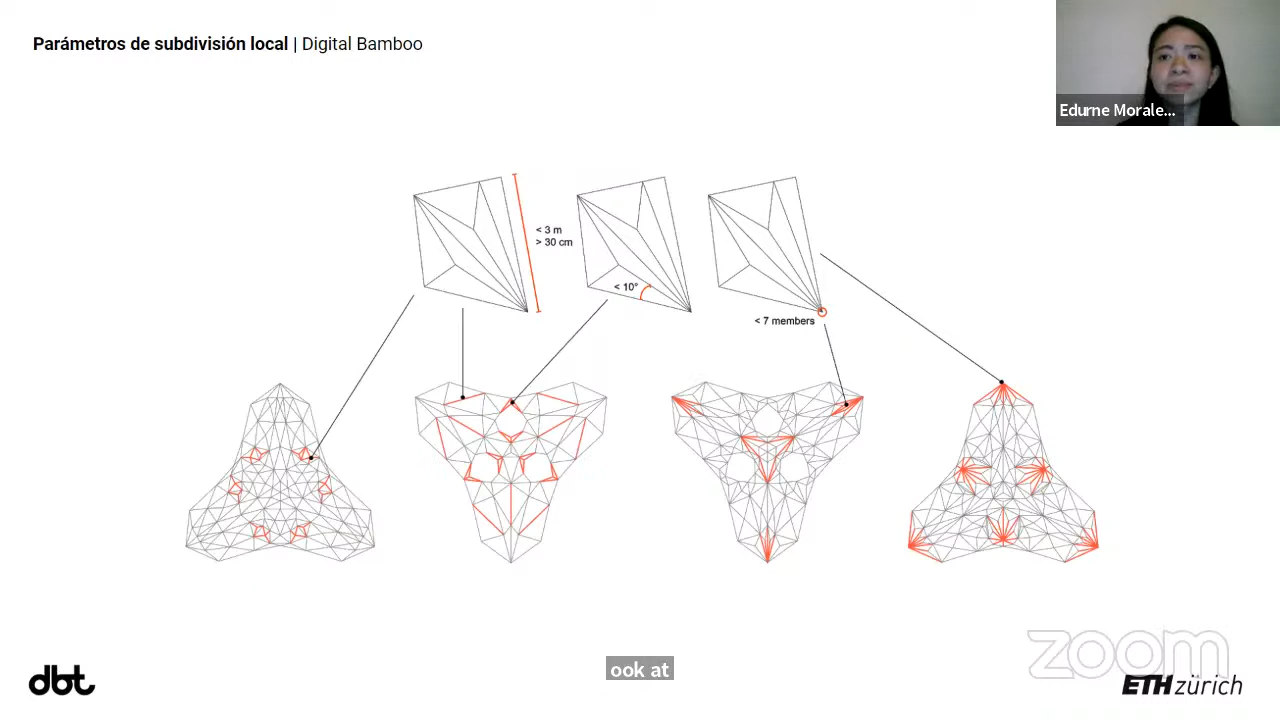 Parámetros de subdivisión local | Digital Bamboo
Edurne Morale...
< 3 m
> 30 cm
< 10°
< 7 members
zoom
dbt
ook at
ETH zürich